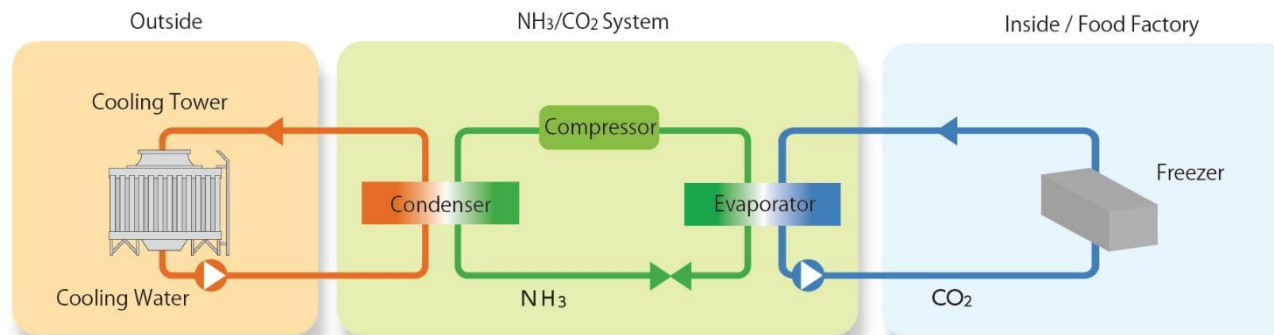 Outside
NH₃/CO₂ System
Inside / Food Factory
Cooling Tower
Compressor
Condenser
Evaporator
Freezer
Cooling Water
NH₃
CO₂